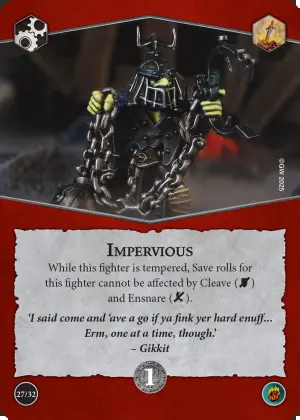 ©GW 2025
IMPERVIOUS
While this fighter is tempered, Save rolls for
this fighter cannot be affected by Cleave ( )
and Ensnare ( ).
'I said come and 'ave a go if ya fink yer hard enuff...
Erm, one at a time, though.'
– Gikkit
1
27/32